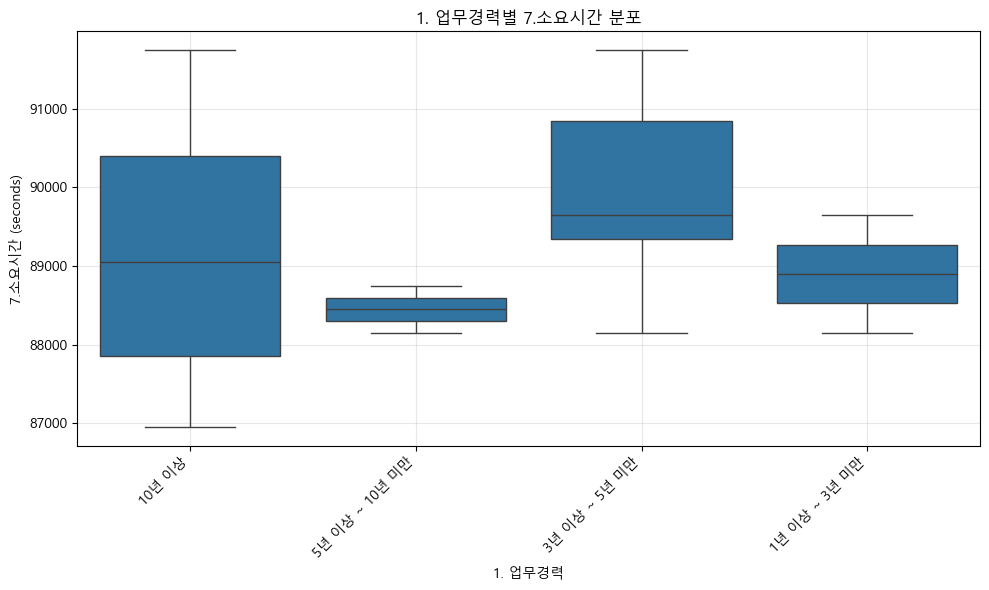 1. 업무경력별 7.소요시간 분포
7.소요시간 (seconds)
91000
90000
89000
88000
87000
10년 이상
5년 이상 ~ 10년 미만
3년 이상 ~ 5년 미만
1년 이상 ~ 3년 미만
1. 업무경력